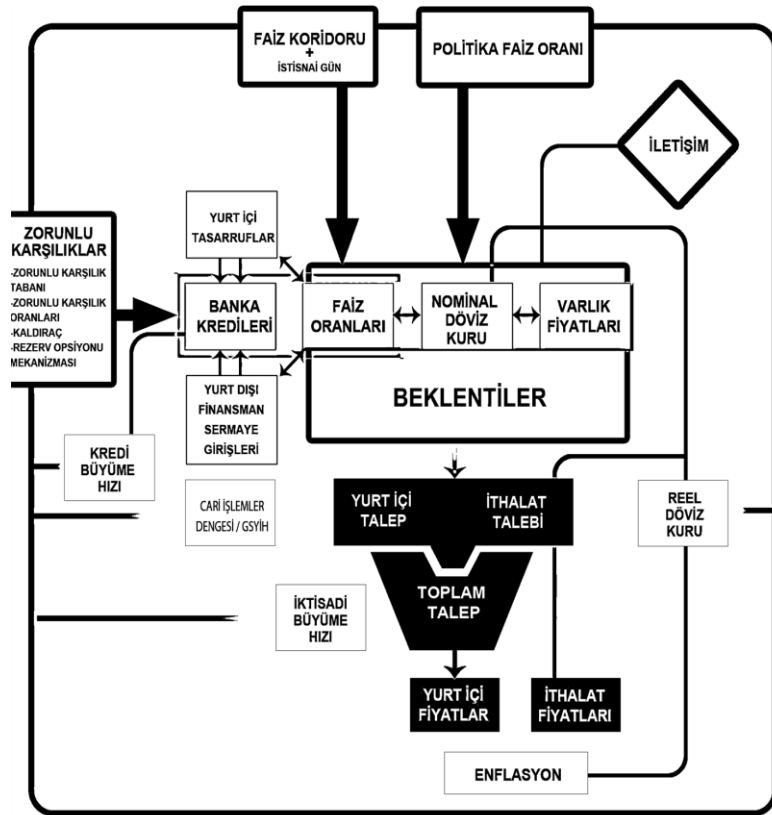 FAİZ KORİDORU
+
İSTİSNAİ GÜN
POLİTİKA FAİZ ORANI
İLETİŞİM
ZORUNLU
KARŞILIKLAR
-ZORUNLU KARŞILIK
TABANI
-ZORUNLU KARŞILIK
ORANLARI
-KALDIRAÇ
-REZERV OPSİYONU
MEKANİZMASI
YURT İÇİ
TASARRUFLAR
BANKA
KREDİLERİ
FAİZ
ORANLARI
NOMİNAL
DÖVİZ
KURU
VARLIK
FİYATLARI
BEKLENTİLER
YURT DIŞI
FİNANSMAN
SERMAYE
GİRİŞLERİ
KREDİ
BÜYÜME
HIZI
CARİ İŞLEMLER
DENGESİ / GSYİH
YURT İÇİ
TALEP
İTHALAT
TALEBİ
REEL
DÖVİZ
KURU
TOPLAM
TALEP
İKTİSADİ
BÜYÜME
HIZI
YURT İÇİ
FİYATLAR
İTHALAT
FİYATLARI
ENFLASYON